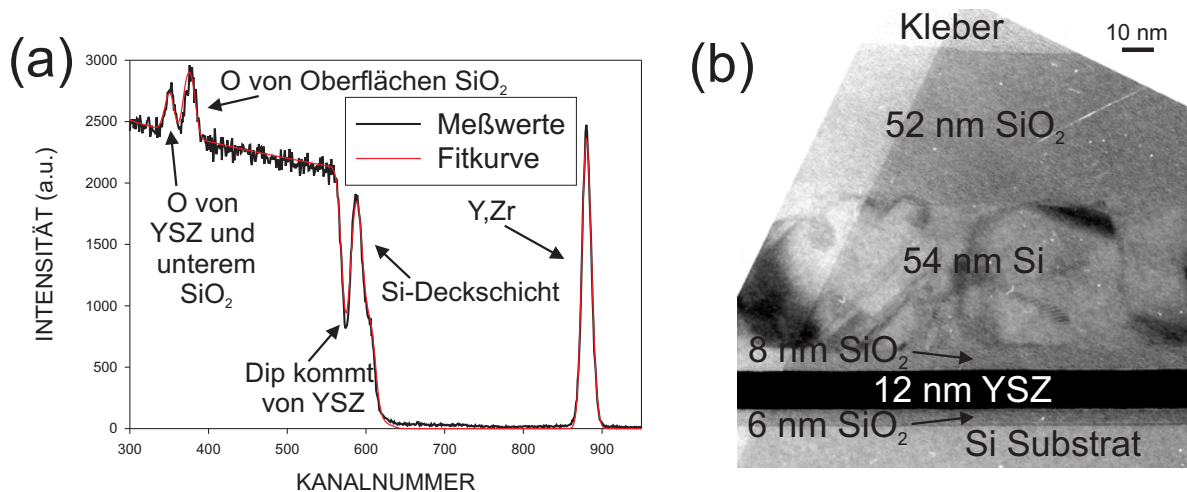 (a)
INTENSITÄT (a.u.)
3000
2500
2000
1500
1000
500
0
300
400
500
600
700
800
900
KANALNUMMER
O von Oberflächen SiO₂
Meßwerte
Fitkurve
O von
YSZ und
unterem
SiO₂
Y,Zr
Si-Deckschicht
Dip kommt
von YSZ
(b)
Kleber
10 nm
52 nm SiO₂
54 nm Si
8 nm SiO₂
12 nm YSZ
6 nm SiO₂
Si Substrat